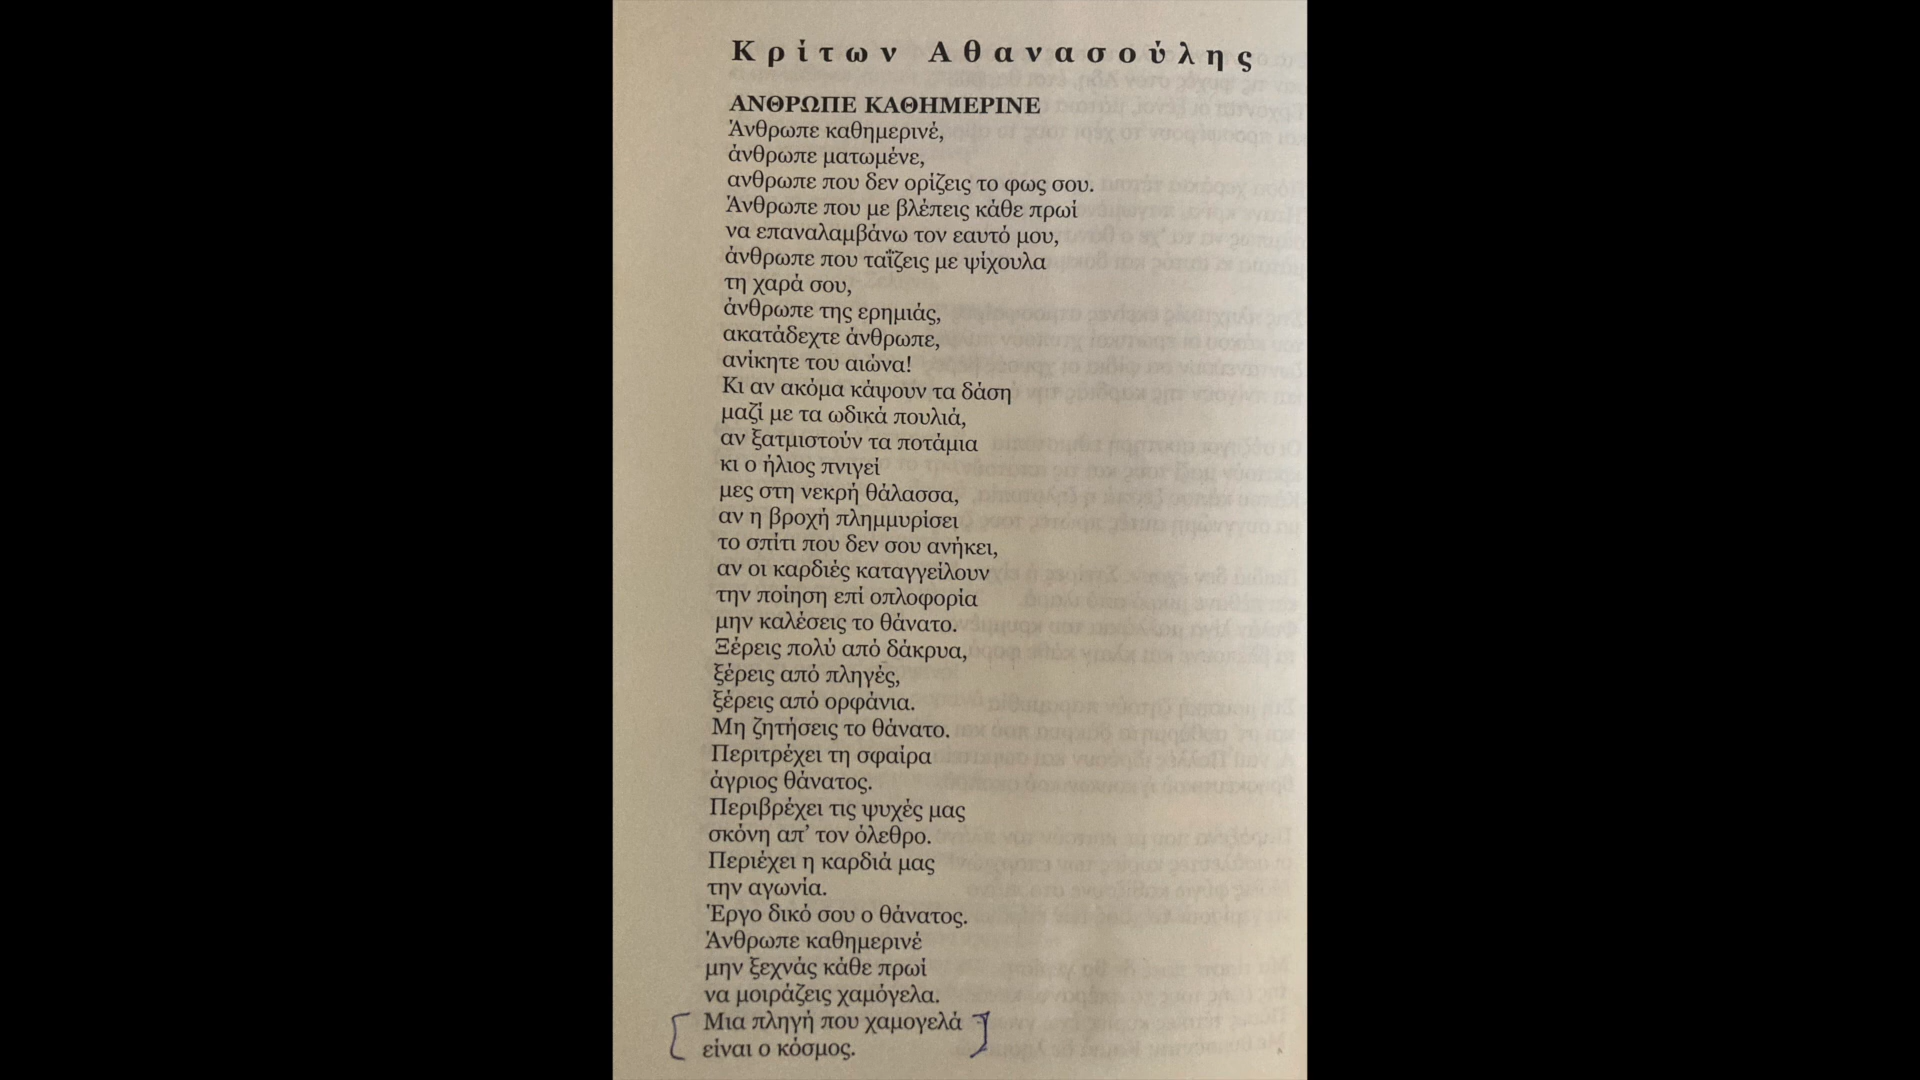 Κρίτων Αθανασούλης
ΑΝΘΡΩΠΕ ΚΑΘΗΜΕΡΙΝΕ
Άνθρωπε καθημερινέ,
άνθρωπε ματωμένε,
ανθρωπε που δεν ορίζεις το φως σου.
Άνθρωπε που με βλέπεις κάθε πρωί
να επαναλαμβάνω τον εαυτό μου,
άνθρωπε που ταΐζεις με ψίχουλα
τη χαρά σου,
άνθρωπε της ερημιάς,
ακατάδεχτε άνθρωπε,
ανίκητε του αιώνα!
Κι αν ακόμα κάψουν τα δάση
μαζί με τα ωδικά πουλιά,
αν ξατμιστούν τα ποτάμια
κι ο ήλιος πνιγεί
μες στη νεκρή θάλασσα,
αν η βροχή πλημμυρίσει
το σπίτι που δεν σου ανήκει,
αν οι καρδιές καταγγείλουν
την ποίηση επί οπλοφορία
μην καλέσεις το θάνατο.
Ξέρεις πολύ από δάκρυα,
ξέρεις από πληγές,
ξέρεις από ορφάνια.
Μη ζητήσεις το θάνατο.
Περιτρέχει τη σφαίρα
άγριος θάνατος.
Περιβρέχει τις ψυχές μας
σκόνη απ’ τον όλεθρο.
Περιέχει η καρδιά μας
την αγωνία.
Έργο δικό σου ο θάνατος.
Άνθρωπε καθημερινέ
μην ξεχνάς κάθε πρωί
να μοιράζεις χαμόγελα.
Μια πληγή που χαμογελά
είναι ο κόσμος.